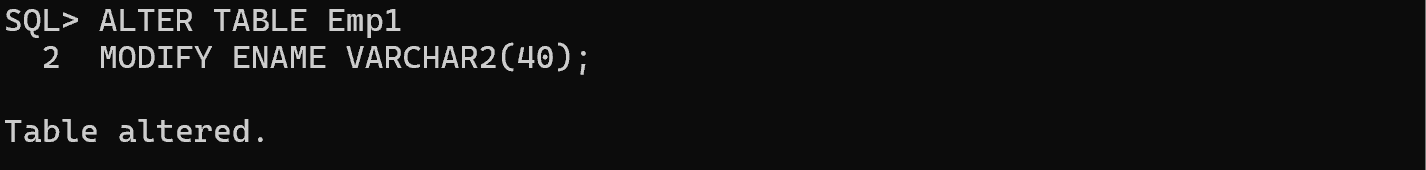 SQL> ALTER TABLE Emp1
  2  MODIFY ENAME VARCHAR2(40);
Table altered.